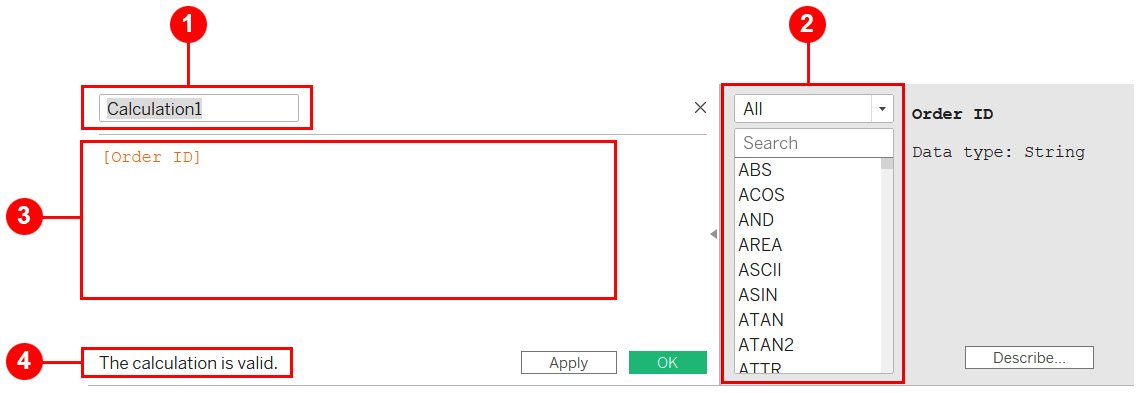 1
2
Calculation1
All
Order ID
[Order ID]
Search
Data type: String
ABS
ACOS
3
AND
AREA
ASCII
ASIN
ATAN
ATAN2
4
The calculation is valid.
Apply
OK
ATTR
Describe...